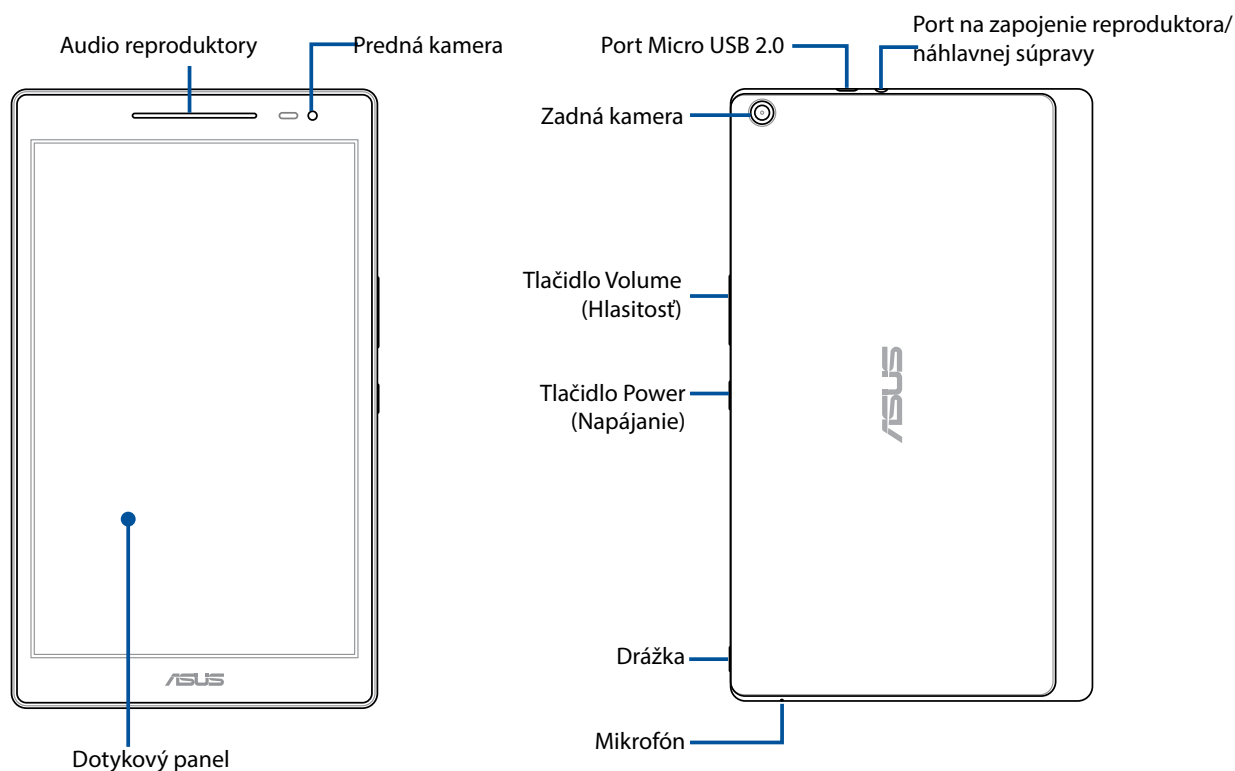 Audio reproduktory
Predná kamera
Dotykový panel
ASUS
Port Micro USB 2.0
Port na zapojenie reproduktora/
náhlavnej súpravy
Zadná kamera
Tlačidlo Volume
(Hlasitosť)
Tlačidlo Power
(Napájanie)
ASUS
Drážka
Mikrofón